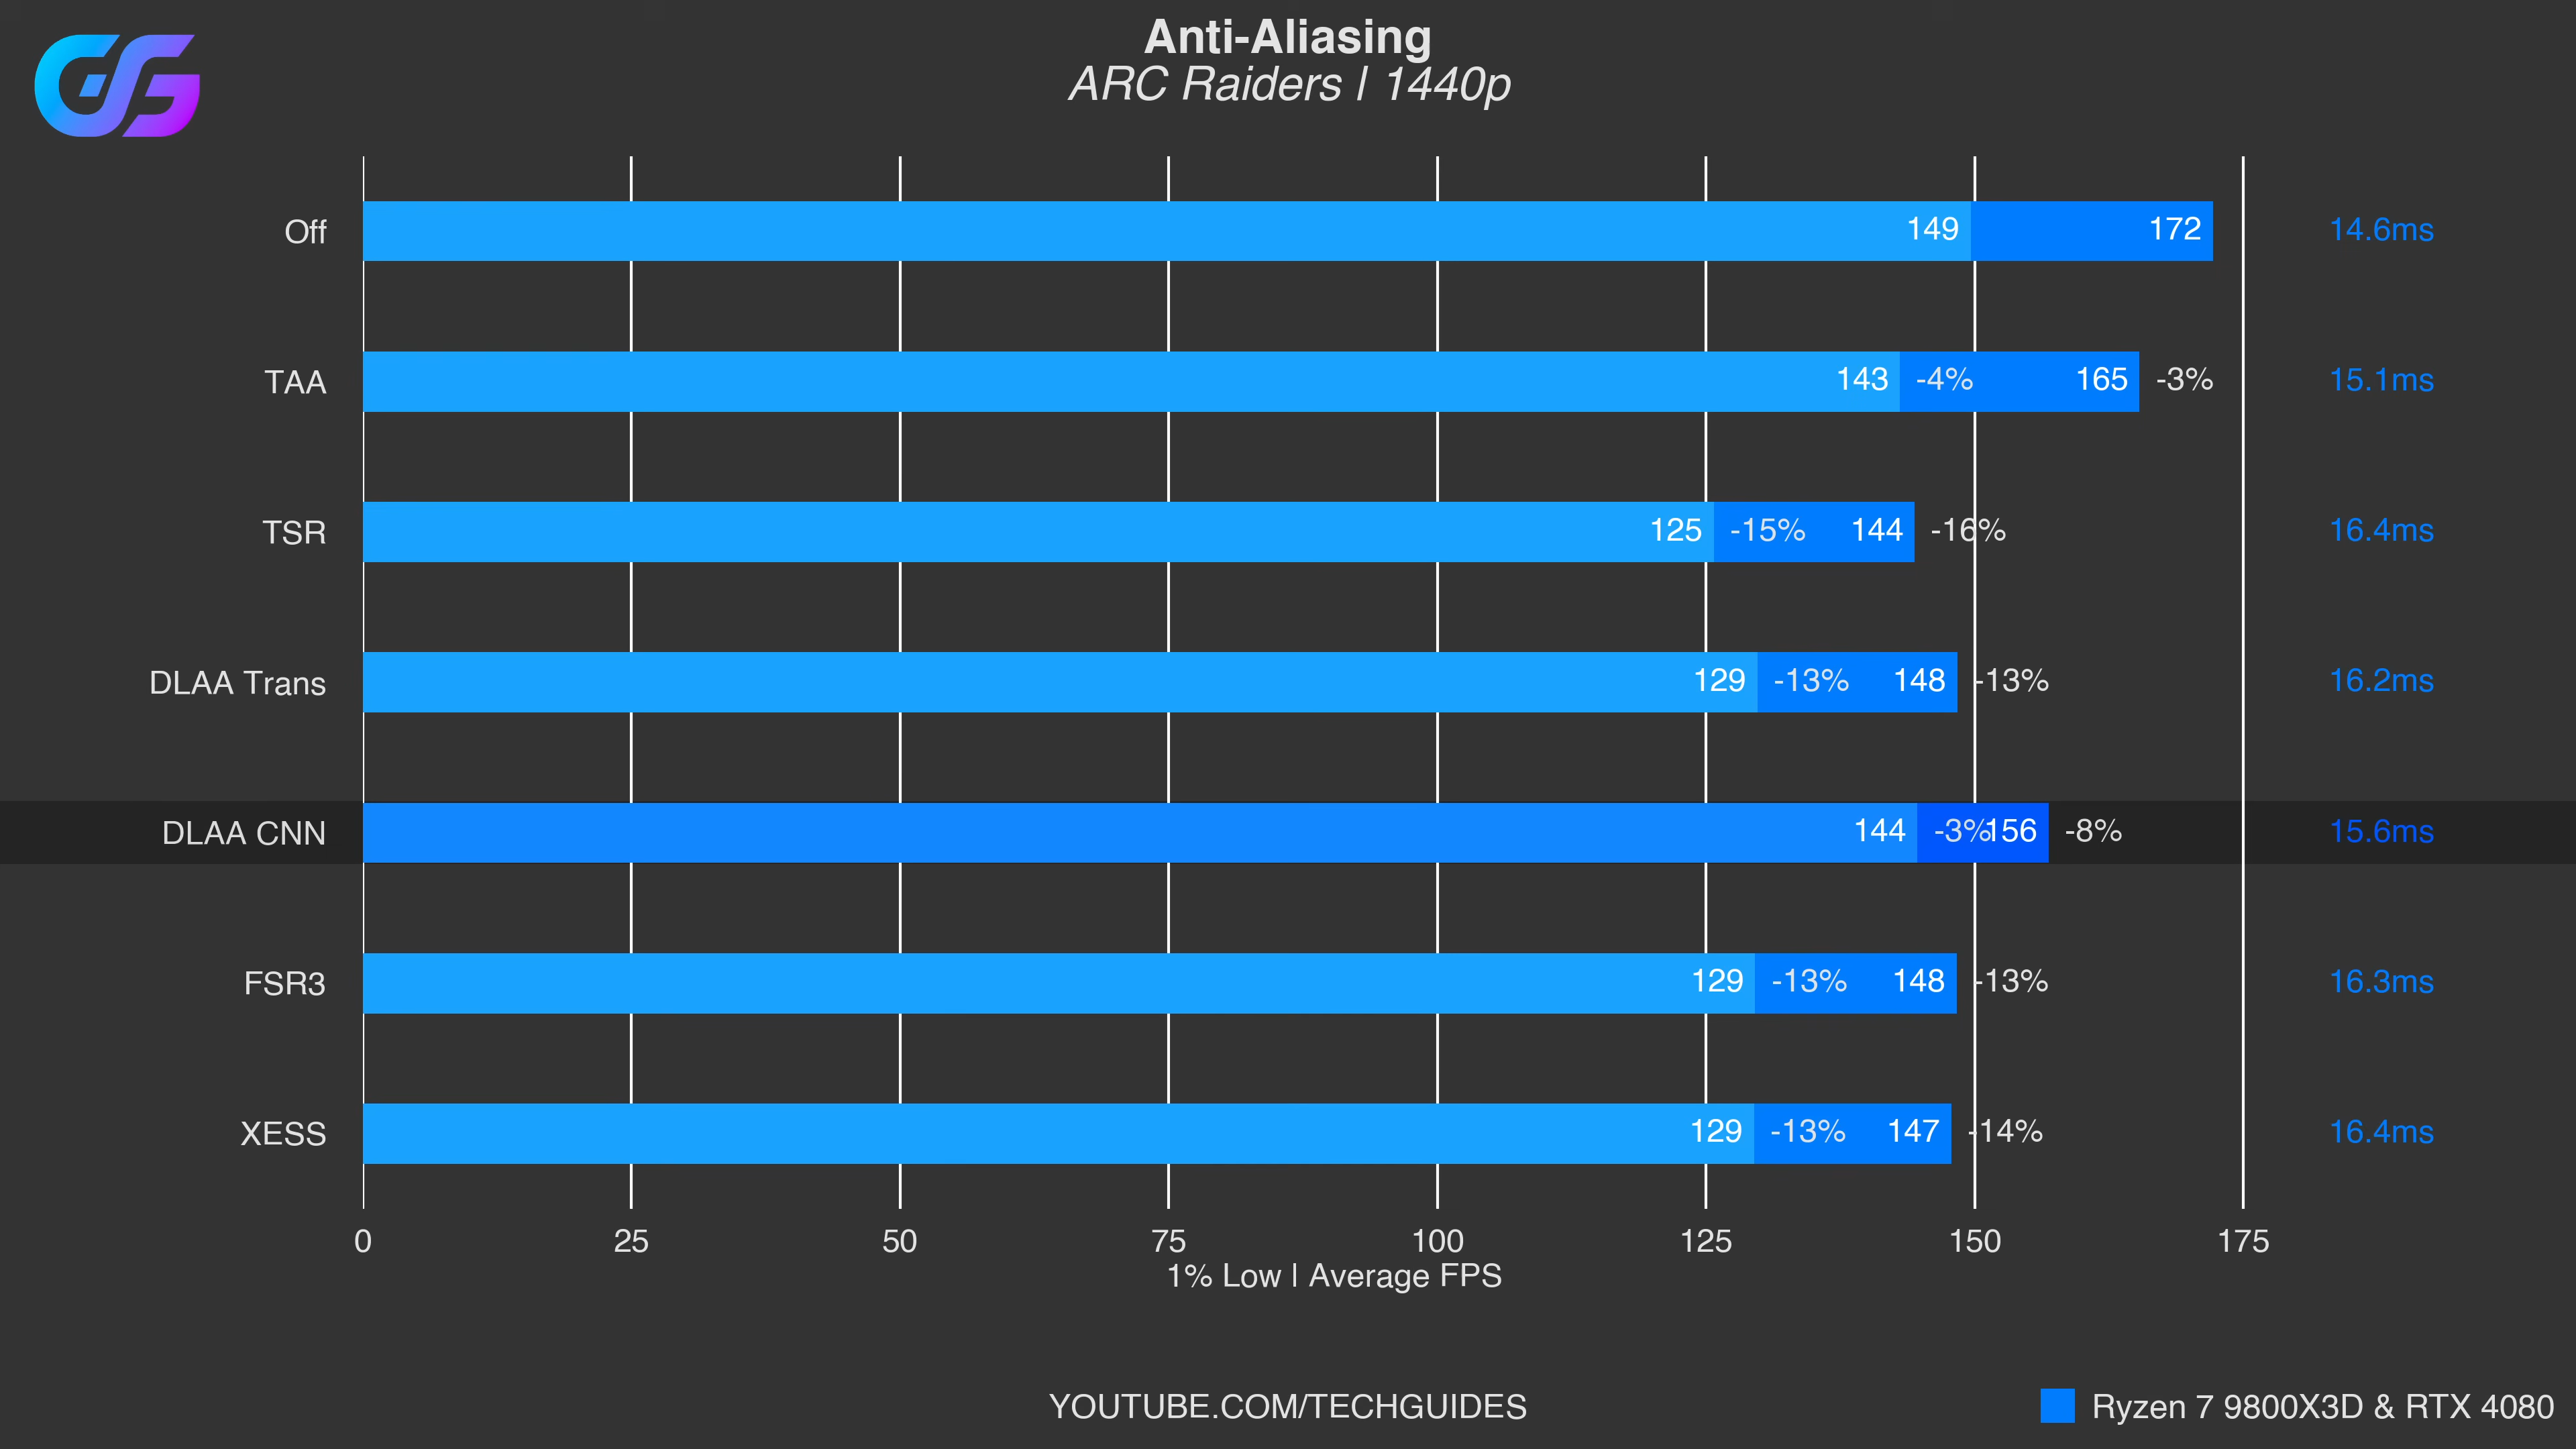 Anti-Aliasing
ARC Raiders | 1440p
Off 149 172 14.6ms
TAA 143 -4% 165 -3% 15.1ms
TSR 125 -15% 144 -16% 16.4ms
DLAA Trans 129 -13% 148 -13% 16.2ms
DLAA CNN 144 -3% 156 -8% 15.6ms
FSR3 129 -13% 148 -13% 16.3ms
XESS 129 -13% 147 -14% 16.4ms
0 25 50 75 100 125 150 175
1% Low | Average FPS
YOUTUBE.COM/TECHGUIDES
Ryzen 7 9800X3D & RTX 4080